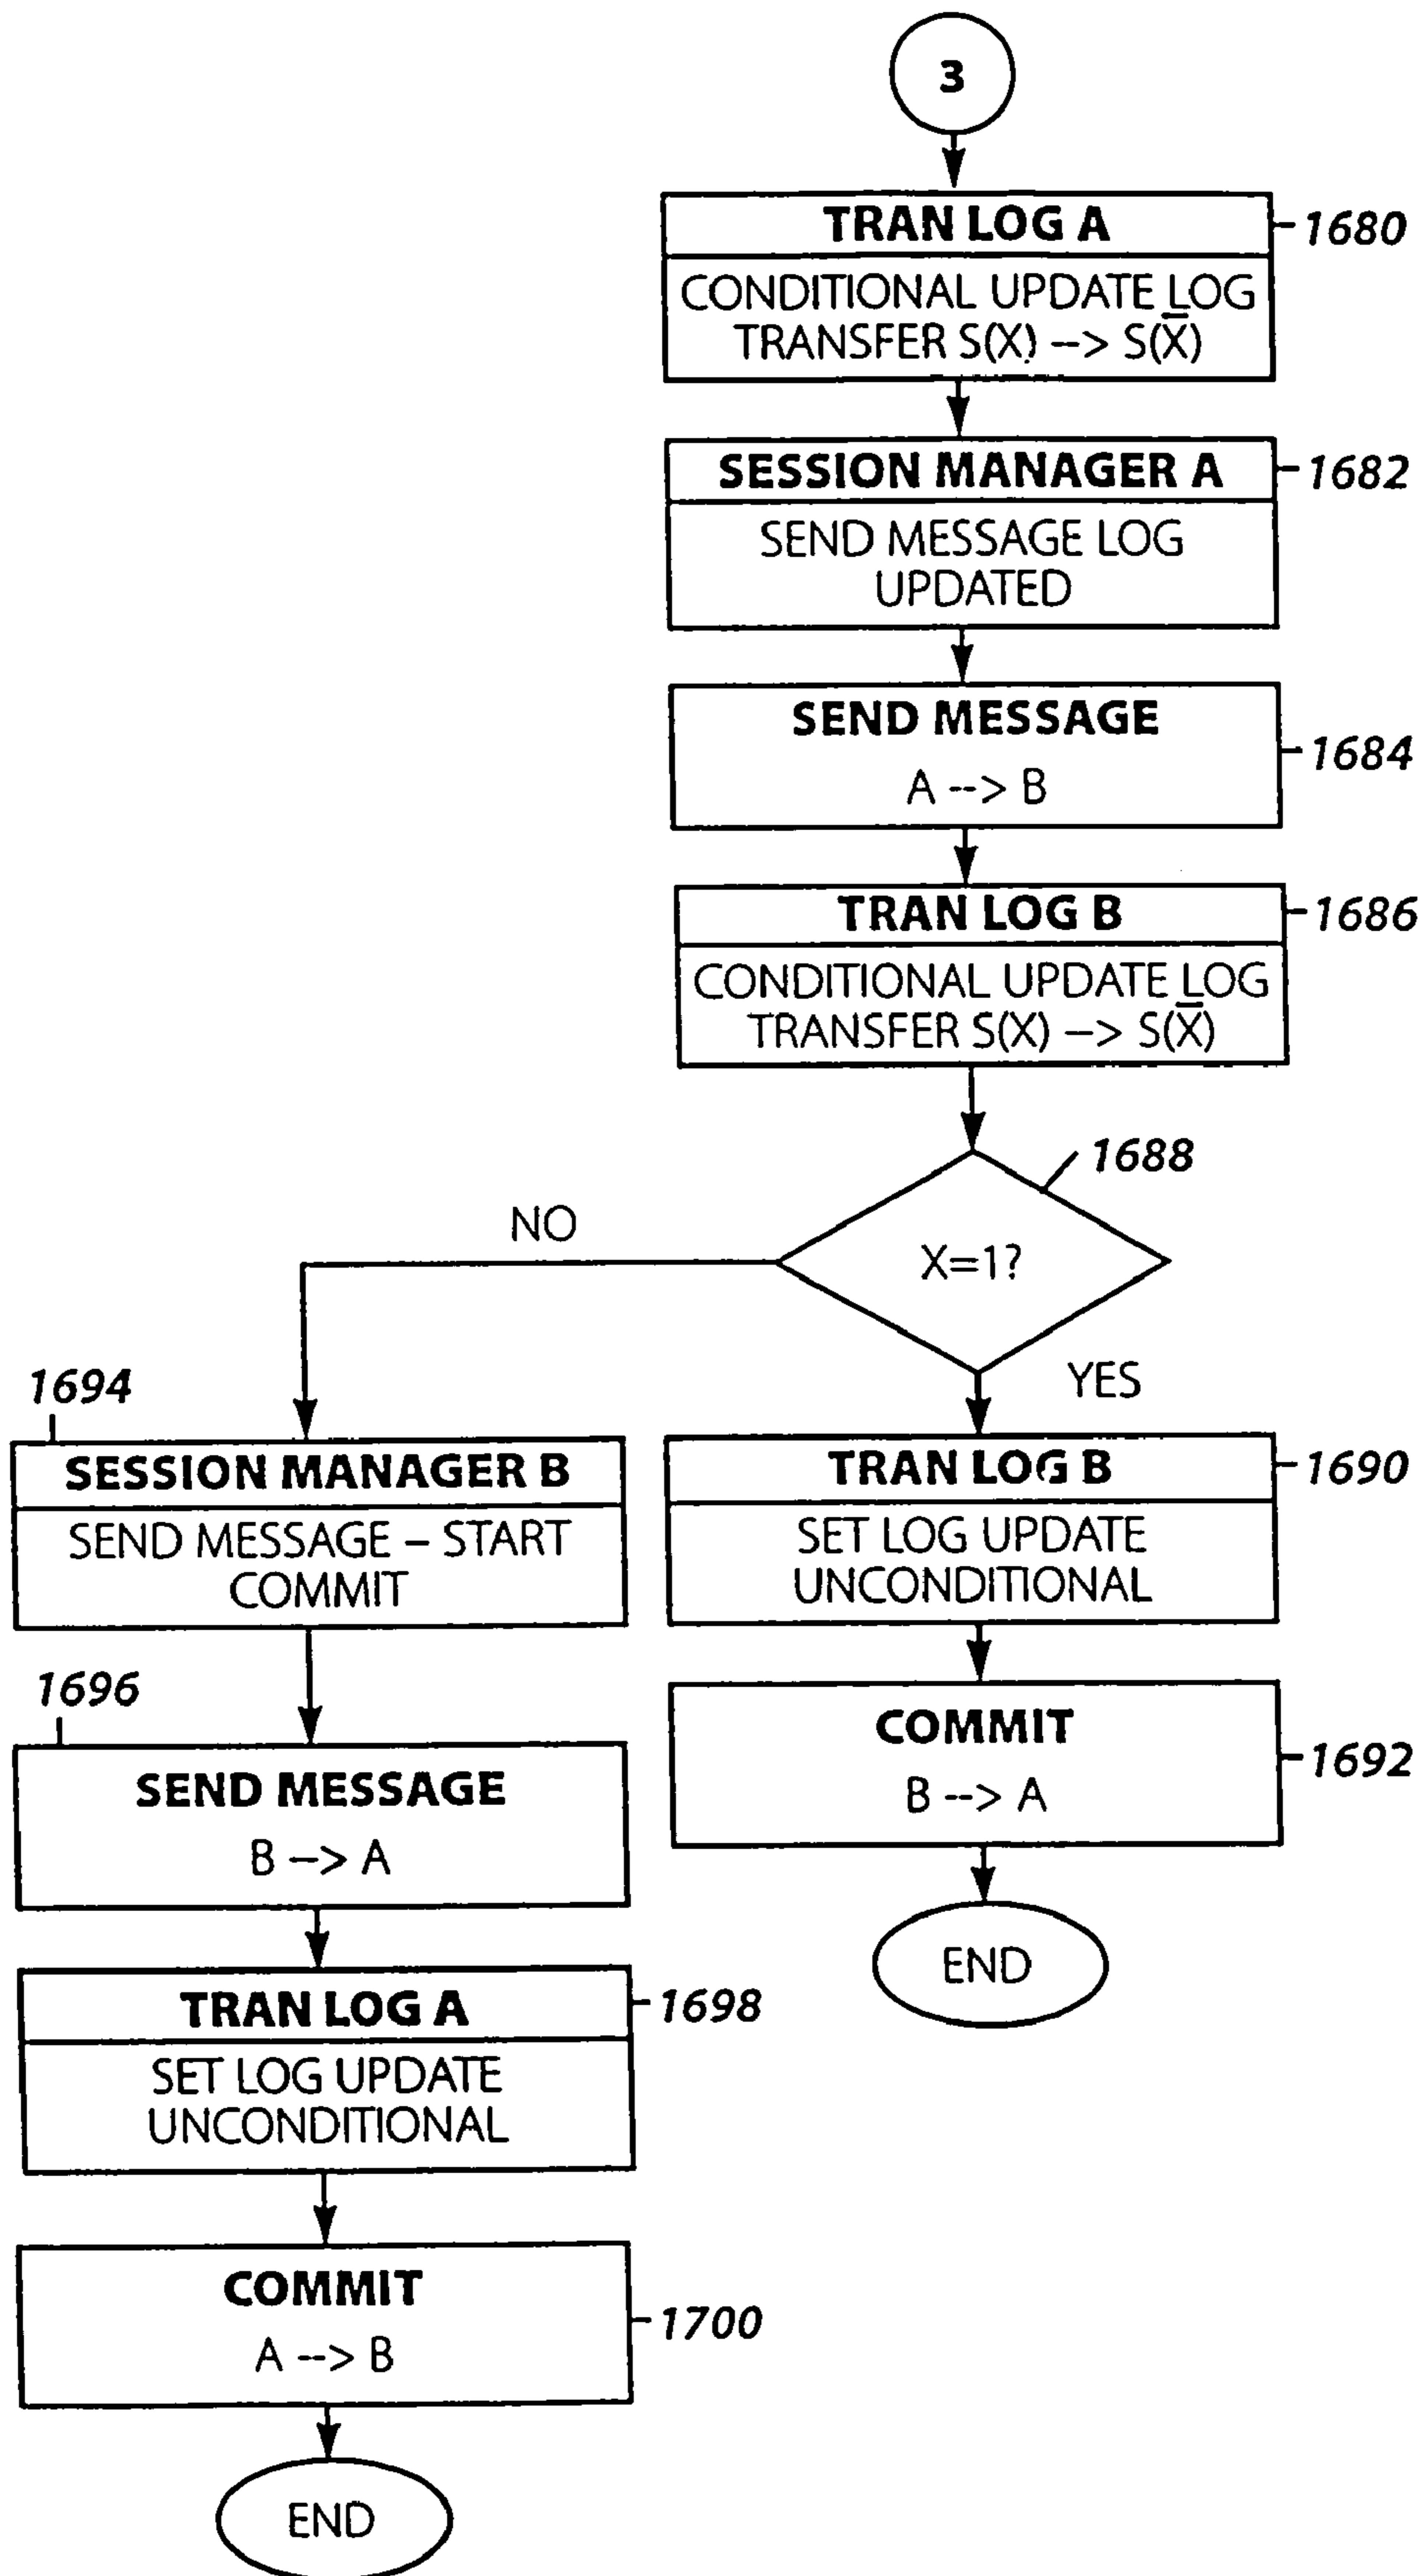 3
TRAN LOG A
1680
CONDITIONAL UPDATE LOG
TRANSFER S(X) --> S(X̅)
SESSION MANAGER A
1682
SEND MESSAGE LOG
UPDATED
SEND MESSAGE
1684
A --> B
TRAN LOG B
1686
CONDITIONAL UPDATE LOG
TRANSFER S(X) --> S(X̅)
1688
NO
X=1?
YES
1694
SESSION MANAGER B
SEND MESSAGE – START
COMMIT
TRAN LOG B
1690
SET LOG UPDATE
UNCONDITIONAL
1696
SEND MESSAGE
B --> A
COMMIT
1692
B --> A
END
TRAN LOG A
1698
SET LOG UPDATE
UNCONDITIONAL
COMMIT
1700
A --> B
END